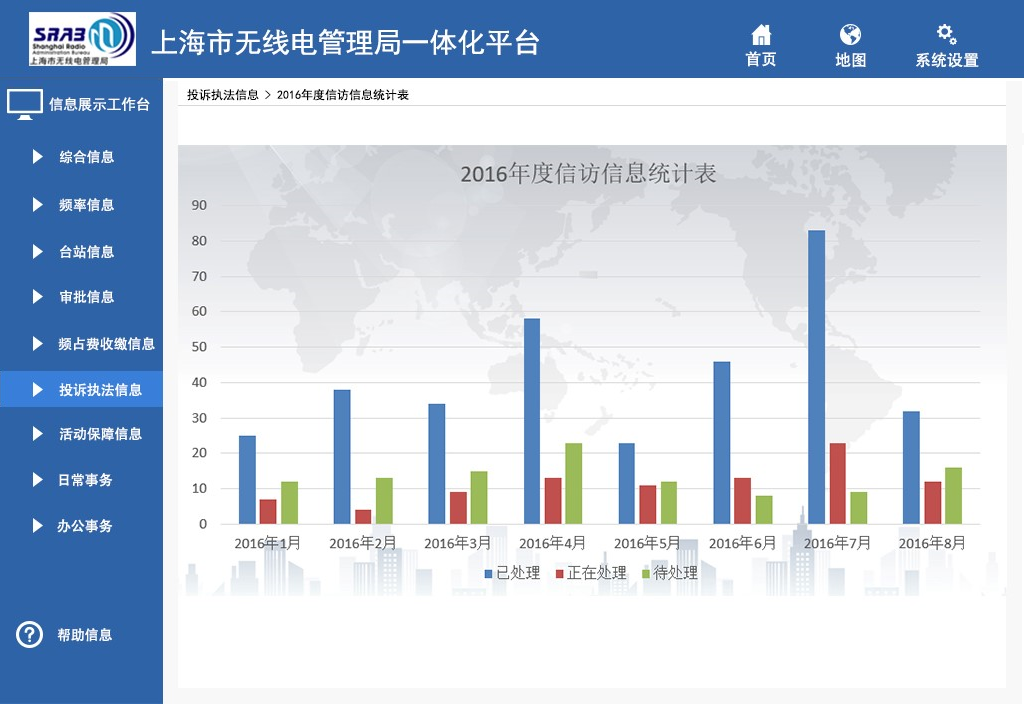 SRAB
Shanghai Radio
Administration Bureau
上海市无线电管理局
上海市无线电管理局一体化平台
首页
地图
系统设置
信息展示工作台
综合信息
频率信息
台站信息
审批信息
频占费收缴信息
投诉执法信息
活动保障信息
日常事务
办公事务
帮助信息
投诉执法信息 > 2016年度信访信息统计表
2016年度信访信息统计表
90
80
70
60
50
40
30
20
10
0
2016年1月 2016年2月 2016年3月 2016年4月 2016年5月 2016年6月 2016年7月 2016年8月
已处理 正在处理 待处理